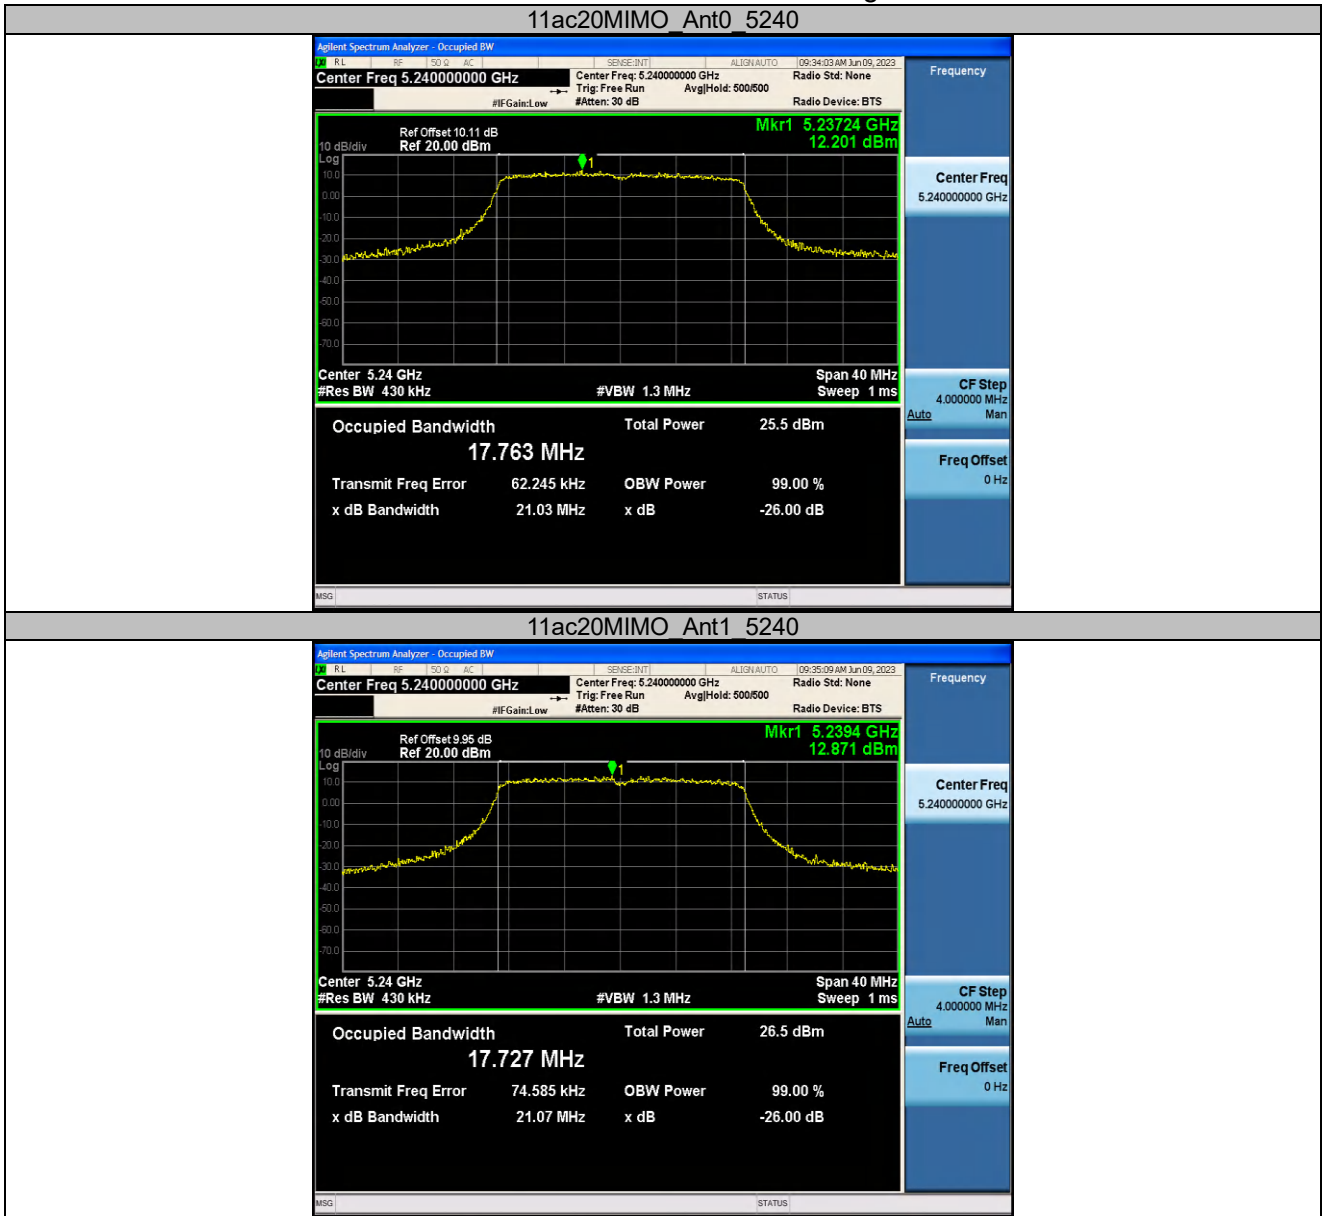 11ac20MIMO_Ant0_5240
Agilent Spectrum Analyzer - Occupied BW
RL RF 50 Ω AC SENSE:INT ALIGN AUTO 09:34:03 AM Jun 09, 2023
Center Freq 5.240000000 GHz Center Freq: 5.240000000 GHz Radio Std: None Frequency
Trig: Free Run Avg|Hold: 500/500
#IFGain:Low #Atten: 30 dB Radio Device: BTS
Mkr1 5.23724 GHz
Ref Offset 10.11 dB 12.201 dBm
10 dB/div Ref 20.00 dBm
Log
1
10.0
0.00
-10.0
-20.0
-30.0
-40.0
-50.0
-60.0
-70.0
Center 5.24 GHz Span 40 MHz
#Res BW 430 kHz #VBW 1.3 MHz Sweep 1 ms
Occupied Bandwidth Total Power 25.5 dBm
17.763 MHz
Transmit Freq Error 62.245 kHz OBW Power 99.00 %
x dB Bandwidth 21.03 MHz x dB -26.00 dB
Center Freq
5.240000000 GHz
CF Step
4.000000 MHz
Auto Man
Freq Offset
0 Hz
MSG STATUS
11ac20MIMO_Ant1_5240
Agilent Spectrum Analyzer - Occupied BW
RL RF 50 Ω AC SENSE:INT ALIGN AUTO 09:35:09 AM Jun 09, 2023
Center Freq 5.240000000 GHz Center Freq: 5.240000000 GHz Radio Std: None Frequency
Trig: Free Run Avg|Hold: 500/500
#IFGain:Low #Atten: 30 dB Radio Device: BTS
Mkr1 5.2394 GHz
Ref Offset 9.95 dB 12.871 dBm
10 dB/div Ref 20.00 dBm
Log
1
10.0
0.00
-10.0
-20.0
-30.0
-40.0
-50.0
-60.0
-70.0
Center 5.24 GHz Span 40 MHz
#Res BW 430 kHz #VBW 1.3 MHz Sweep 1 ms
Occupied Bandwidth Total Power 26.5 dBm
17.727 MHz
Transmit Freq Error 74.585 kHz OBW Power 99.00 %
x dB Bandwidth 21.07 MHz x dB -26.00 dB
Center Freq
5.240000000 GHz
CF Step
4.000000 MHz
Auto Man
Freq Offset
0 Hz
MSG STATUS